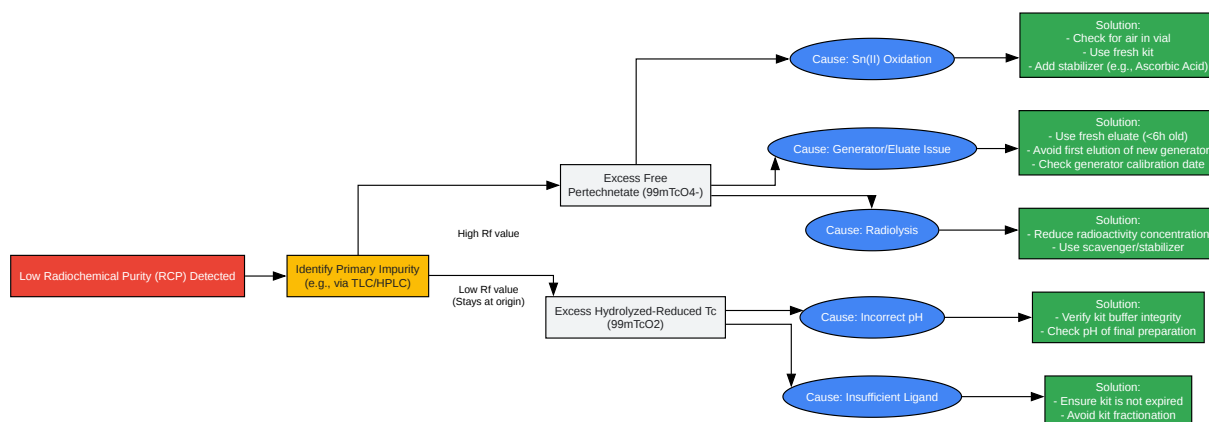 Low Radiochemical Purity (RCP) Detected
Identify Primary Impurity
(e.g., via TLC/HPLC)
High Rf value
Low Rf value
(Stays at origin)
Excess Free
Pertechnetate (99mTcO4-)
Excess Hydrolyzed-Reduced Tc
(99mTcO2)
Cause: Sn(II) Oxidation
Solution:
- Check for air in vial
- Use fresh kit
- Add stabilizer (e.g., Ascorbic Acid)
Cause: Generator/Eluate Issue
Solution:
- Use fresh eluate (<6h old)
- Avoid first elution of new generator
- Check generator calibration date
Cause: Radiolysis
Solution:
- Reduce radioactivity concentration
- Use scavenger/stabilizer
Cause: Incorrect pH
Solution:
- Verify kit buffer integrity
- Check pH of final preparation
Cause: Insufficient Ligand
Solution:
- Ensure kit is not expired
- Avoid kit fractionation